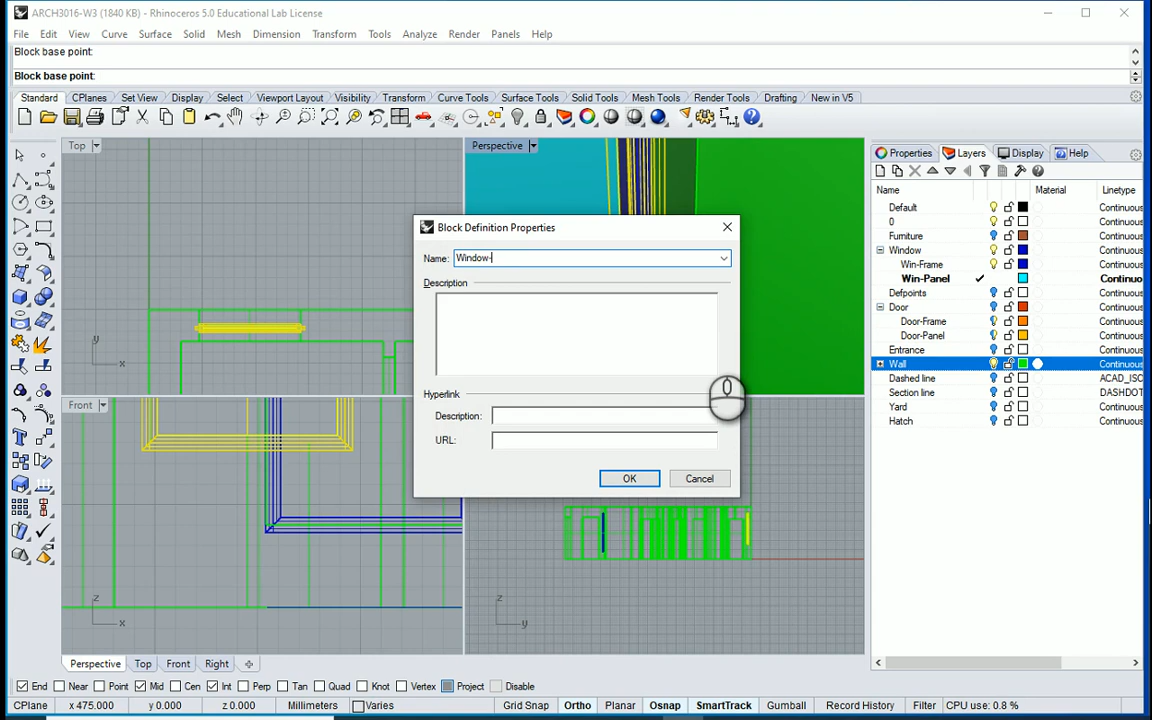 ARCH3016-W3 (1840 KB) - Rhinoceros 5.0 Educational Lab License
File Edit View Curve Surface Solid Mesh Dimension Transform Tools Analyze Render Panels Help
Block base point:
Block base point:
Standard CPlanes Set View Display Select Viewport Layout Visibility Transform Curve Tools Surface Tools Solid Tools Mesh Tools Render Tools Drafting New in V5
Top
Perspective
Properties Layers Display Help
Name Material Linetype
Default Continuous
0 Continuous
Furniture Continuous
Window Continuous
Win-Frame Continuous
Win-Panel Continuous
Defpoints Continuous
Door Continuous
Door-Frame Continuous
Door-Panel Continuous
Entrance Continuous
Wall Continuous
Dashed line ACAD_ISO
Section line DASHDOT
Yard Continuous
Hatch Continuous
Block Definition Properties
Name: Window-
Description
Hyperlink
Description:
URL:
OK Cancel
y
x
Front
z
x
z
y
Perspective Top Front Right
End Near Point Mid Cen Int Perp Tan Quad Knot Vertex Project Disable
CPlane x 475.000 y 0.000 z 0.000 Millimeters Varies Grid Snap Ortho Planar Osnap SmartTrack Gumball Record History Filter CPU use: 0.8 %